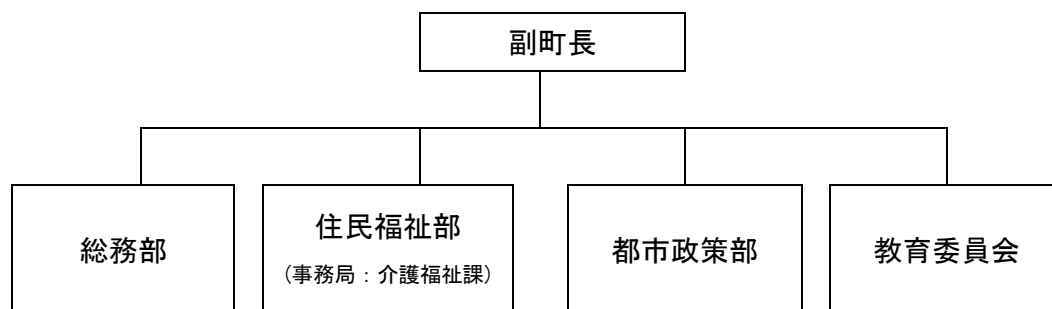 副町長
総務部
住民福祉部
（事務局：介護福祉課）
都市政策部
教育委員会